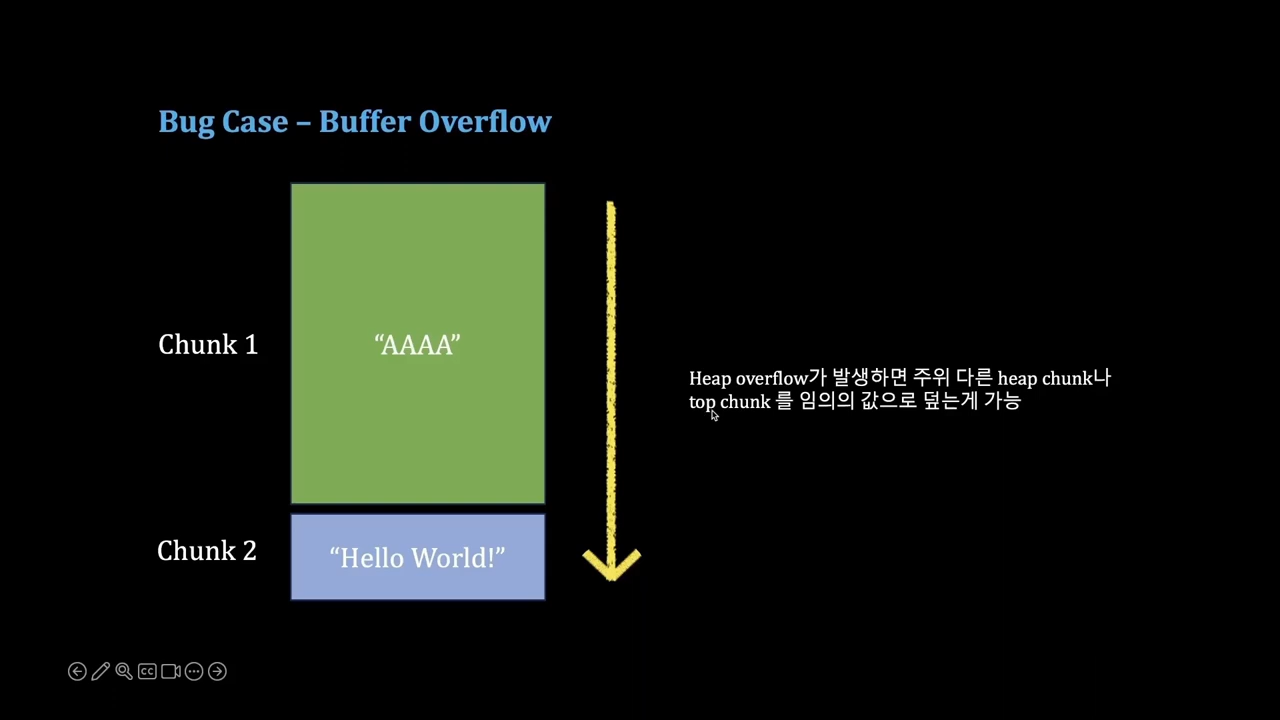 Bug Case – Buffer Overflow
Chunk 1
“AAAA”
Heap overflow가 발생하면 주위 다른 heap chunk나
top chunk 를 임의의 값으로 덮는게 가능
Chunk 2
“Hello World!”
CC